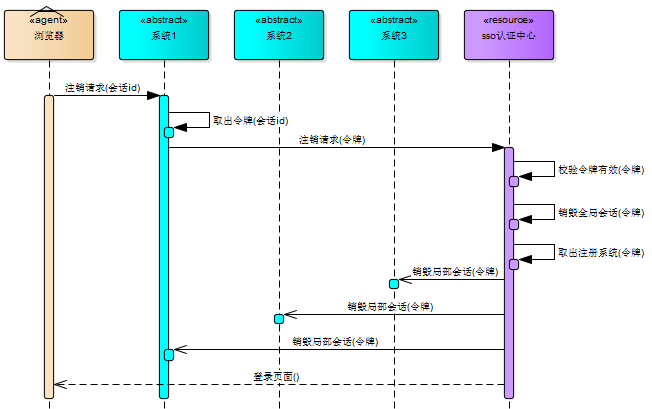 «agent»
浏览器
«abstract»
系统1
«abstract»
系统2
«abstract»
系统3
«resource»
sso认证中心
注销请求(会话id)
取出令牌(会话id)
注销请求(令牌)
校验令牌有效(令牌)
销毁全局会话(令牌)
取出注册系统(令牌)
销毁局部会话(令牌)
销毁局部会话(令牌)
销毁局部会话(令牌)
登录页面()